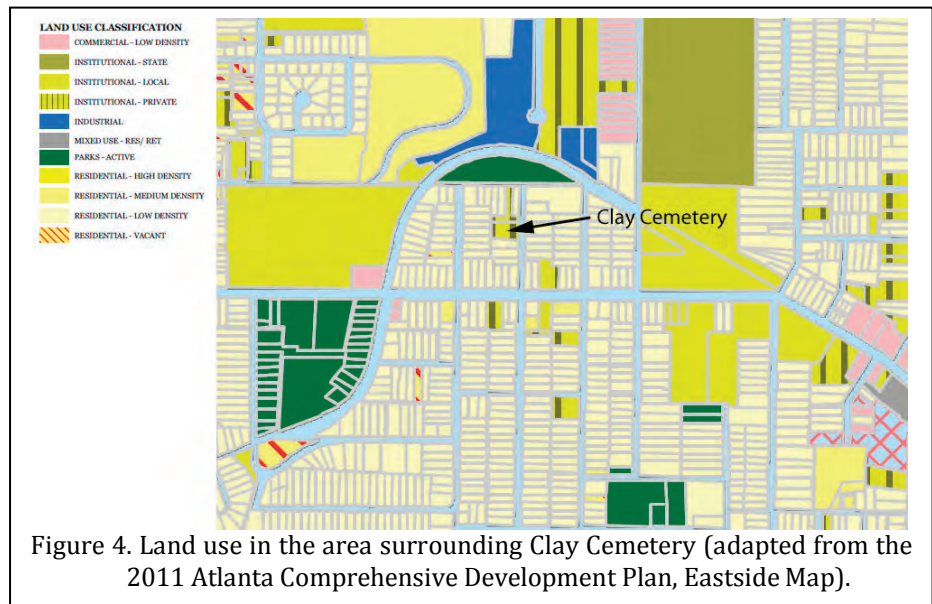 LAND USE CLASSIFICATION
COMMERCIAL - LOW DENSITY
INSTITUTIONAL - STATE
INSTITUTIONAL - LOCAL
INSTITUTIONAL - PRIVATE
INDUSTRIAL
MIXED USE - RES/ RET
PARKS - ACTIVE
RESIDENTIAL - HIGH DENSITY
RESIDENTIAL - MEDIUM DENSITY
RESIDENTIAL - LOW DENSITY
RESIDENTIAL - VACANT
Clay Cemetery
Figure 4. Land use in the area surrounding Clay Cemetery (adapted from the
2011 Atlanta Comprehensive Development Plan, Eastside Map).